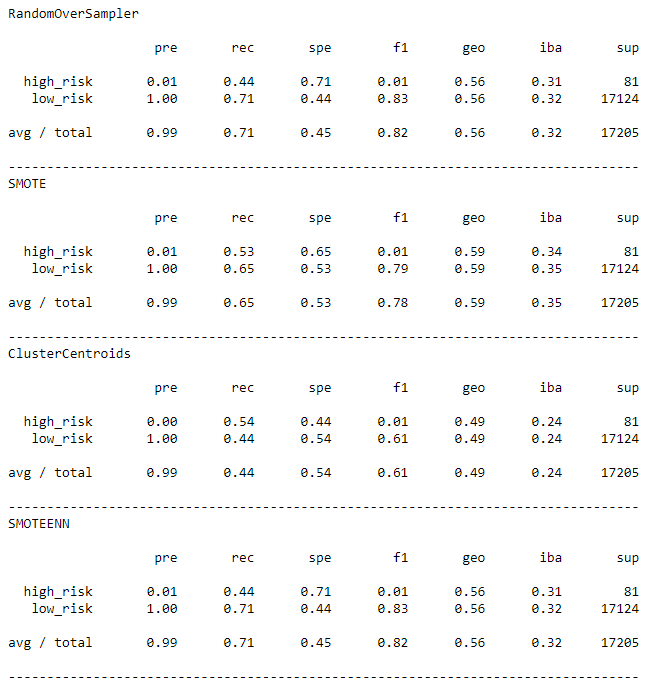 RandomOverSampler
pre rec spe f1 geo iba sup
high_risk 0.01 0.44 0.71 0.01 0.56 0.31 81
low_risk 1.00 0.71 0.44 0.83 0.56 0.32 17124
avg / total 0.99 0.71 0.45 0.82 0.56 0.32 17205
---------------------------------------------------------------------------------
SMOTE
pre rec spe f1 geo iba sup
high_risk 0.01 0.53 0.65 0.01 0.59 0.34 81
low_risk 1.00 0.65 0.53 0.79 0.59 0.35 17124
avg / total 0.99 0.65 0.53 0.78 0.59 0.35 17205
---------------------------------------------------------------------------------
ClusterCentroids
pre rec spe f1 geo iba sup
high_risk 0.00 0.54 0.44 0.01 0.49 0.24 81
low_risk 1.00 0.44 0.54 0.61 0.49 0.24 17124
avg / total 0.99 0.44 0.54 0.61 0.49 0.24 17205
---------------------------------------------------------------------------------
SMOTEENN
pre rec spe f1 geo iba sup
high_risk 0.01 0.44 0.71 0.01 0.56 0.31 81
low_risk 1.00 0.71 0.44 0.83 0.56 0.32 17124
avg / total 0.99 0.71 0.45 0.82 0.56 0.32 17205
---------------------------------------------------------------------------------